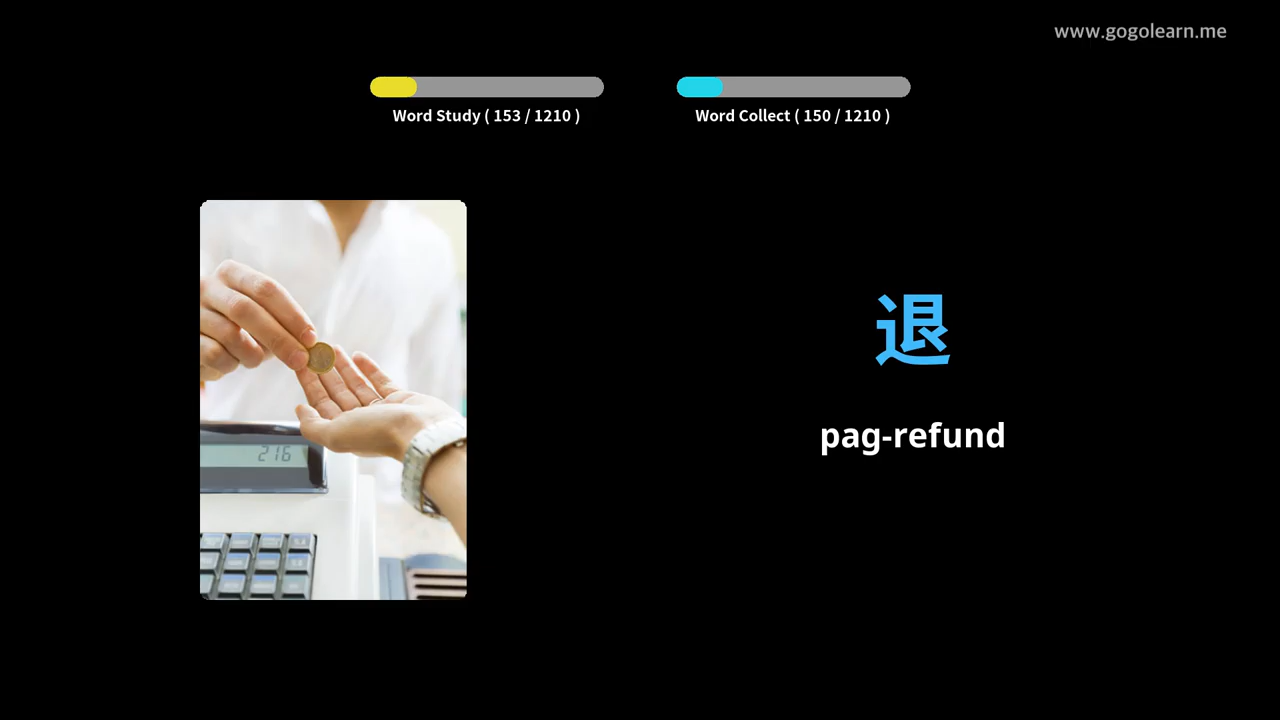 www.gogolearn.me
Word Study ( 153 / 1210 )
Word Collect ( 150 / 1210 )
216
退
pag-refund